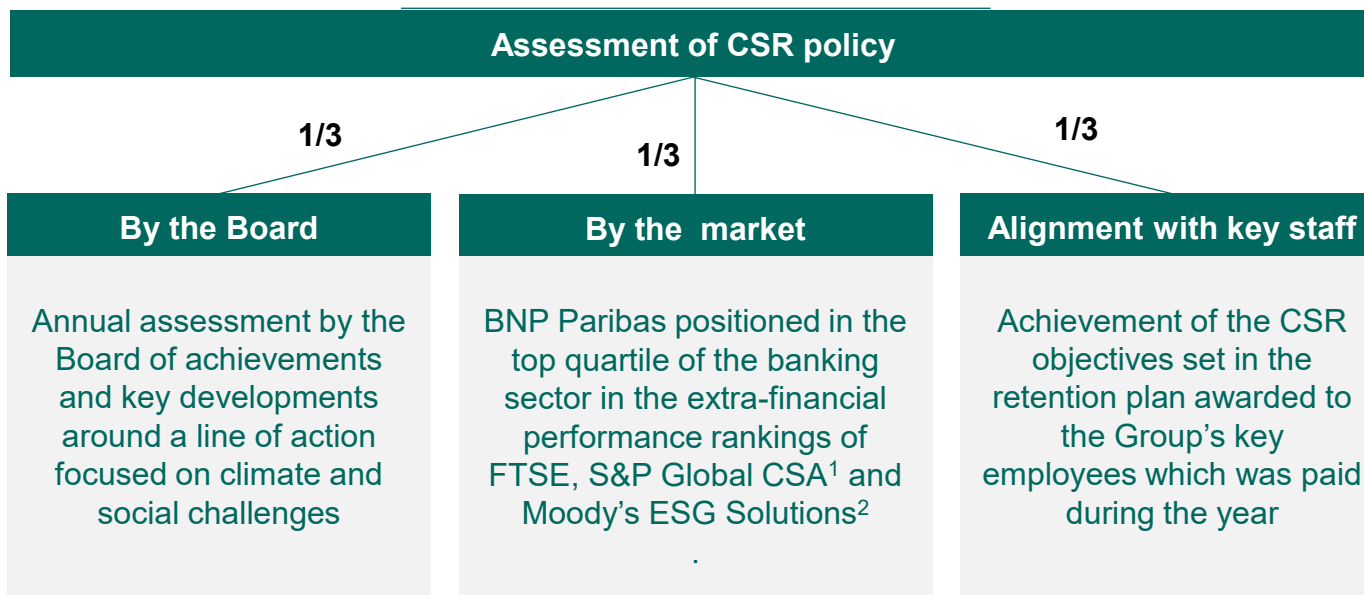 Assessment of CSR policy
1/3
1/3
1/3
By the Board
Annual assessment by the
Board of achievements
and key developments
around a line of action
focused on climate and
social challenges
By the  market
BNP Paribas positioned in the
top quartile of the banking
sector in the extra-financial
performance rankings of
FTSE, S&P Global CSA¹ and
Moody’s ESG Solutions²
.
Alignment with key staff
Achievement of the CSR
objectives set in the
retention plan awarded to
the Group’s key
employees which was paid
during the year